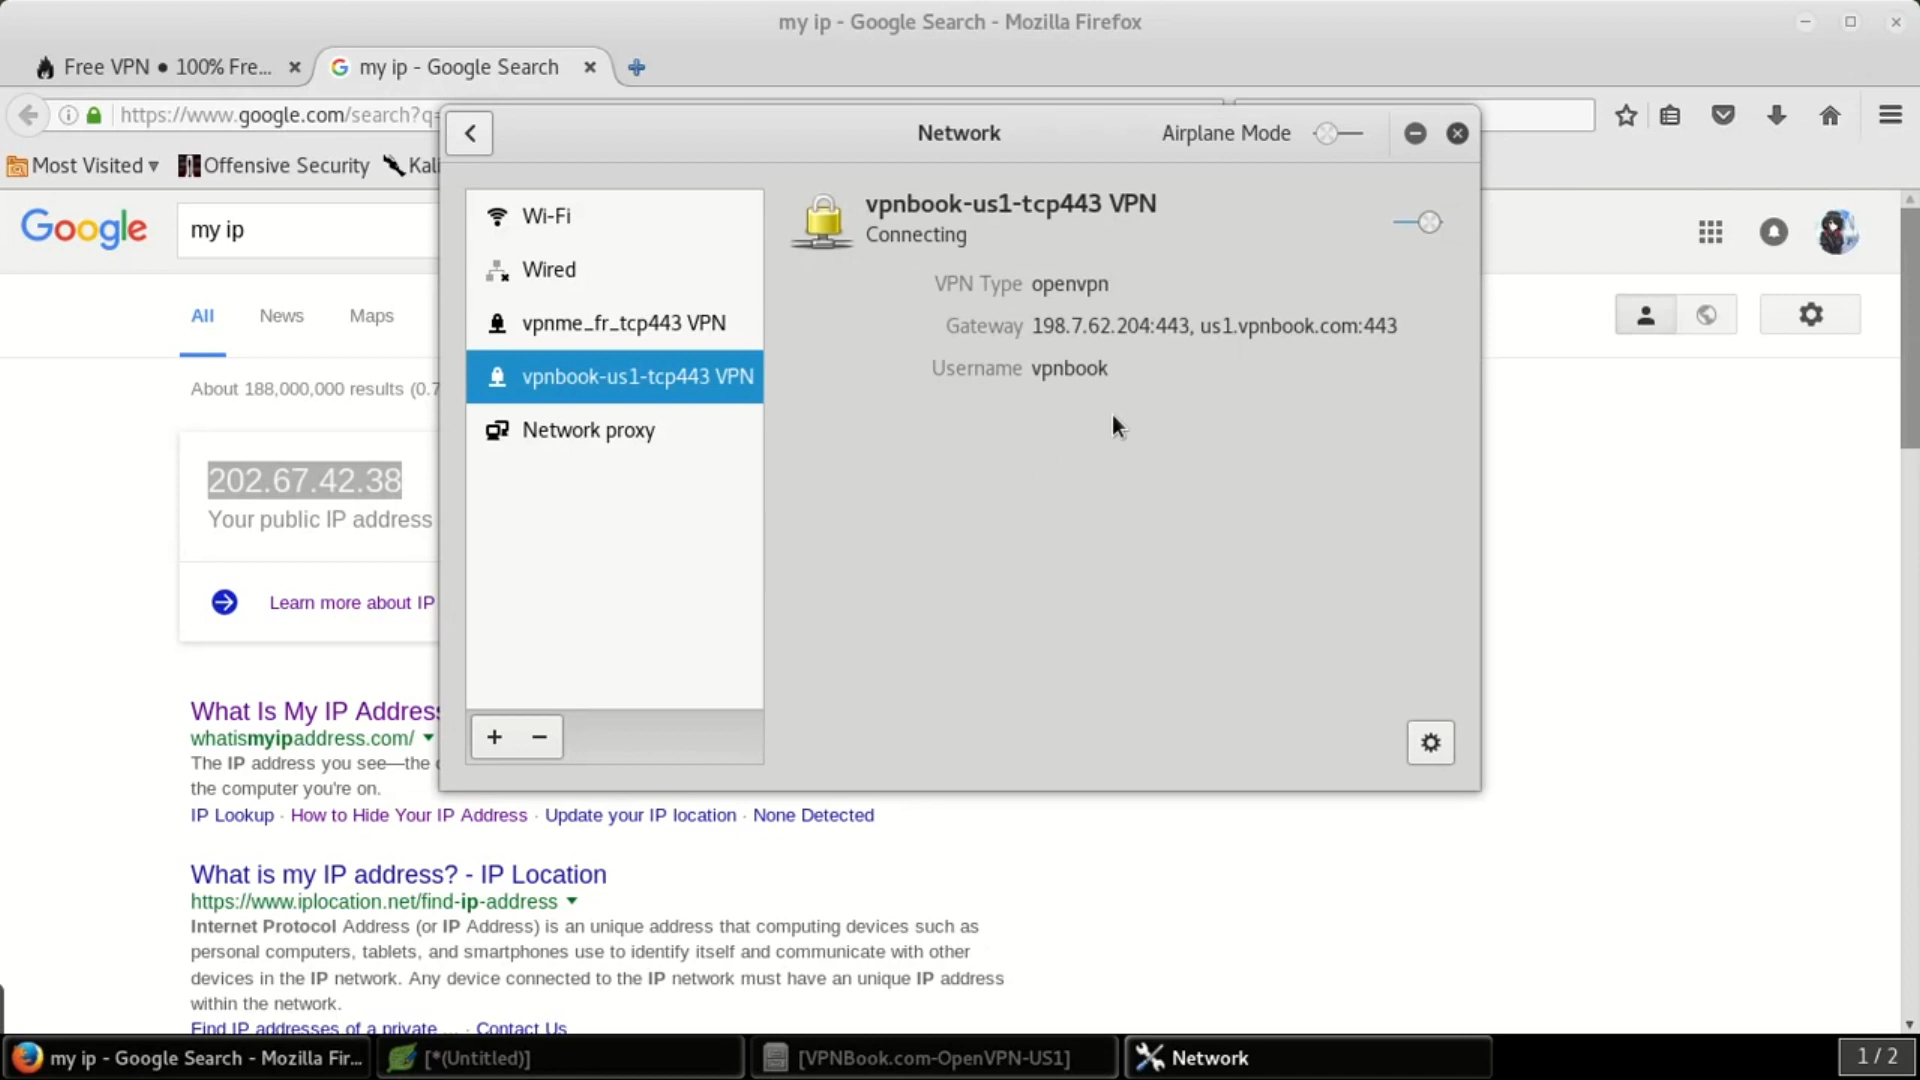 my ip - Google Search - Mozilla Firefox
Free VPN ● 100% Fre...
my ip - Google Search
https://www.google.com/search?q=
Most Visited
Offensive Security
Kali
Google
my ip
All
News
Maps
About 188,000,000 results (0.7
202.67.42.38
Your public IP address
Learn more about IP
What Is My IP Address
whatismyipaddress.com/
The IP address you see—the
the computer you're on.
IP Lookup · How to Hide Your IP Address · Update your IP location · None Detected
What is my IP address? - IP Location
https://www.iplocation.net/find-ip-address
Internet Protocol Address (or IP Address) is an unique address that computing devices such as
personal computers, tablets, and smartphones use to identify itself and communicate with other
devices in the IP network. Any device connected to the IP network must have an unique IP address
within the network.
Find IP addresses of a private ... · Contact Us
Network
Airplane Mode
Wi-Fi
Wired
vpnme_fr_tcp443 VPN
vpnbook-us1-tcp443 VPN
Network proxy
+ −
vpnbook-us1-tcp443 VPN
Connecting
VPN Type openvpn
Gateway 198.7.62.204:443, us1.vpnbook.com:443
Username vpnbook
my ip - Google Search - Mozilla Fir...
[*(Untitled)]
[VPNBook.com-OpenVPN-US1]
Network
1 / 2